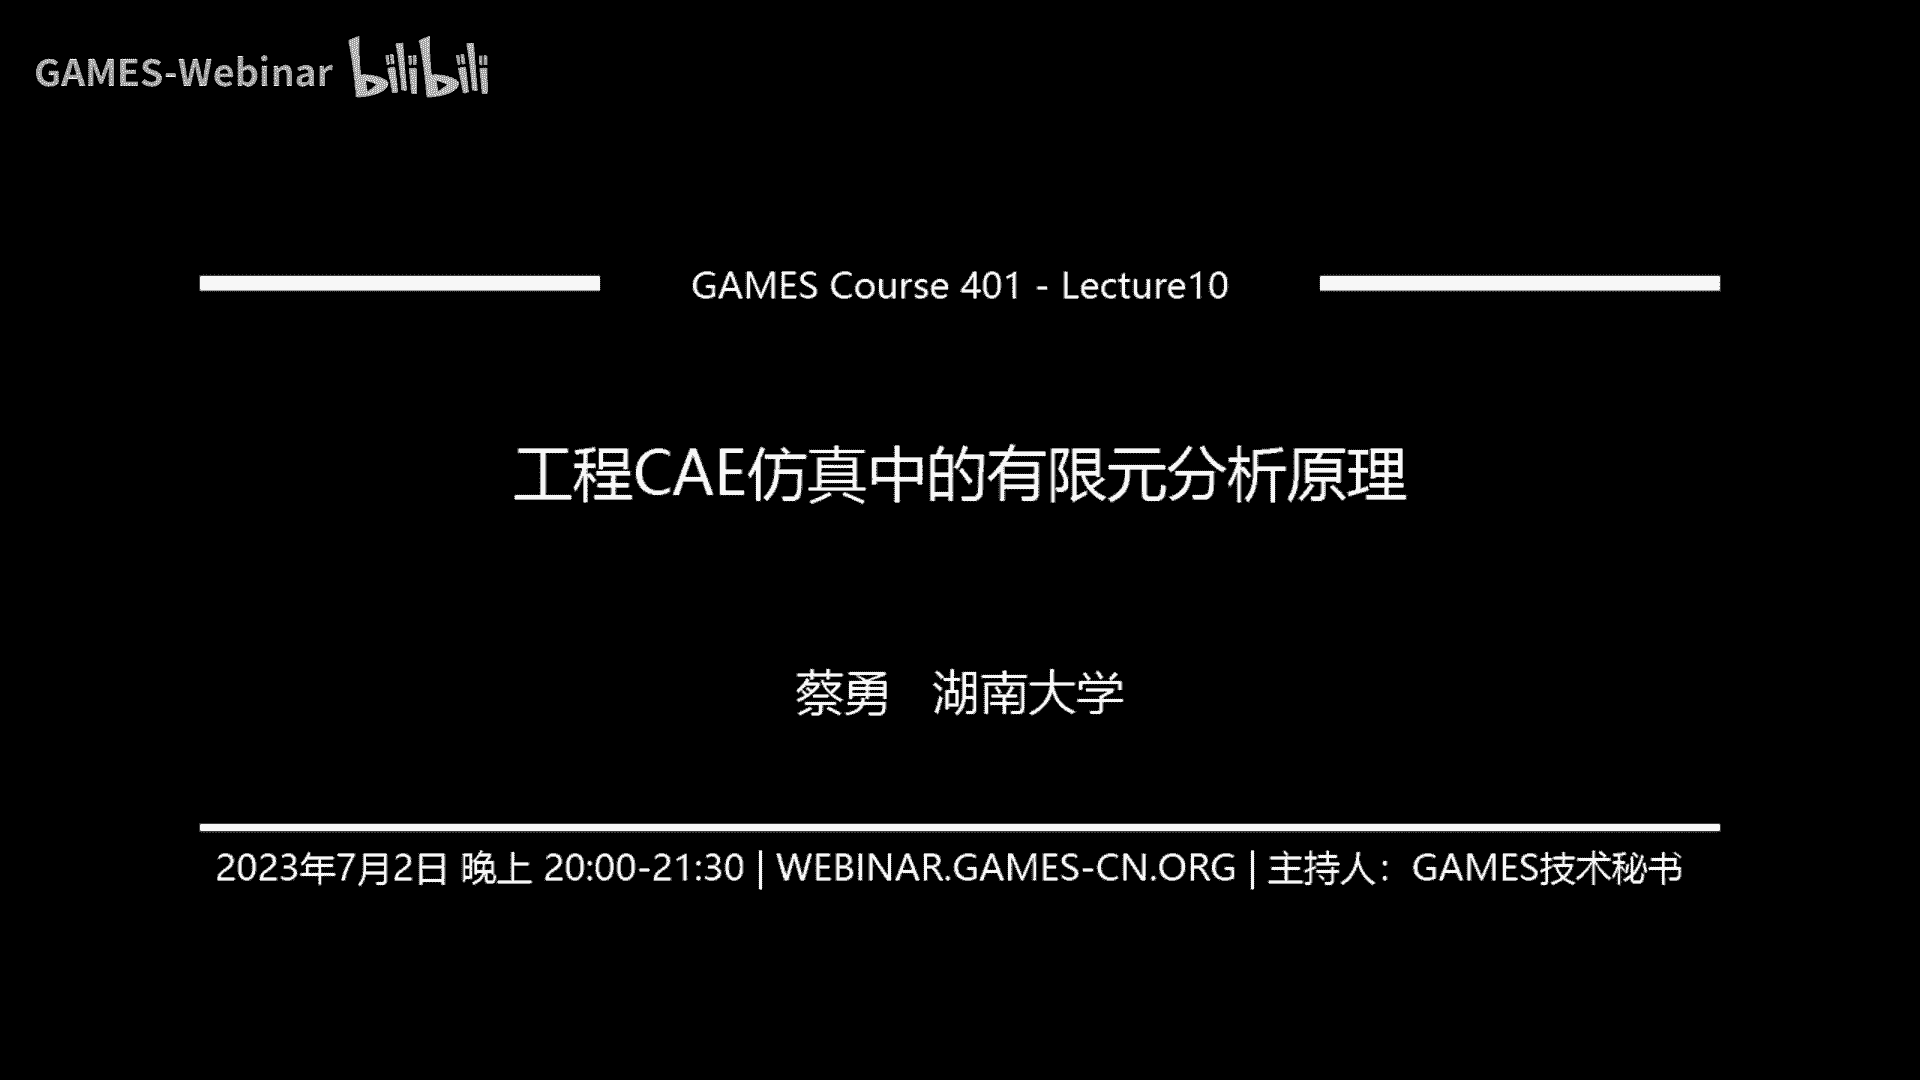 GAMES-Webinar bilibili
GAMES Course 401 - Lecture10
工程CAE仿真中的有限元分析原理
蔡勇 湖南大学
2023年7月2日 晚上 20:00-21:30 | WEBINAR.GAMES-CN.ORG | 主持人：GAMES技术秘书